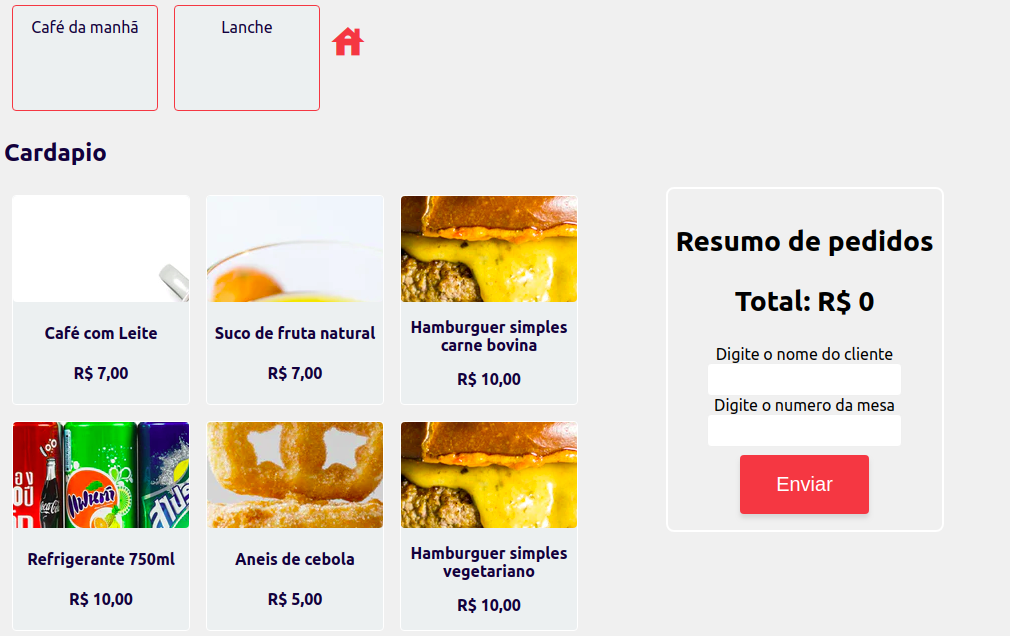 Café da manhã
Lanche
Cardapio
Café com Leite
R$ 7,00
Suco de fruta natural
R$ 7,00
Hamburguer simples
carne bovina
R$ 10,00
Refrigerante 750ml
R$ 10,00
Aneis de cebola
R$ 5,00
Hamburguer simples
vegetariano
R$ 10,00
Resumo de pedidos
Total: R$ 0
Digite o nome do cliente
Digite o numero da mesa
Enviar